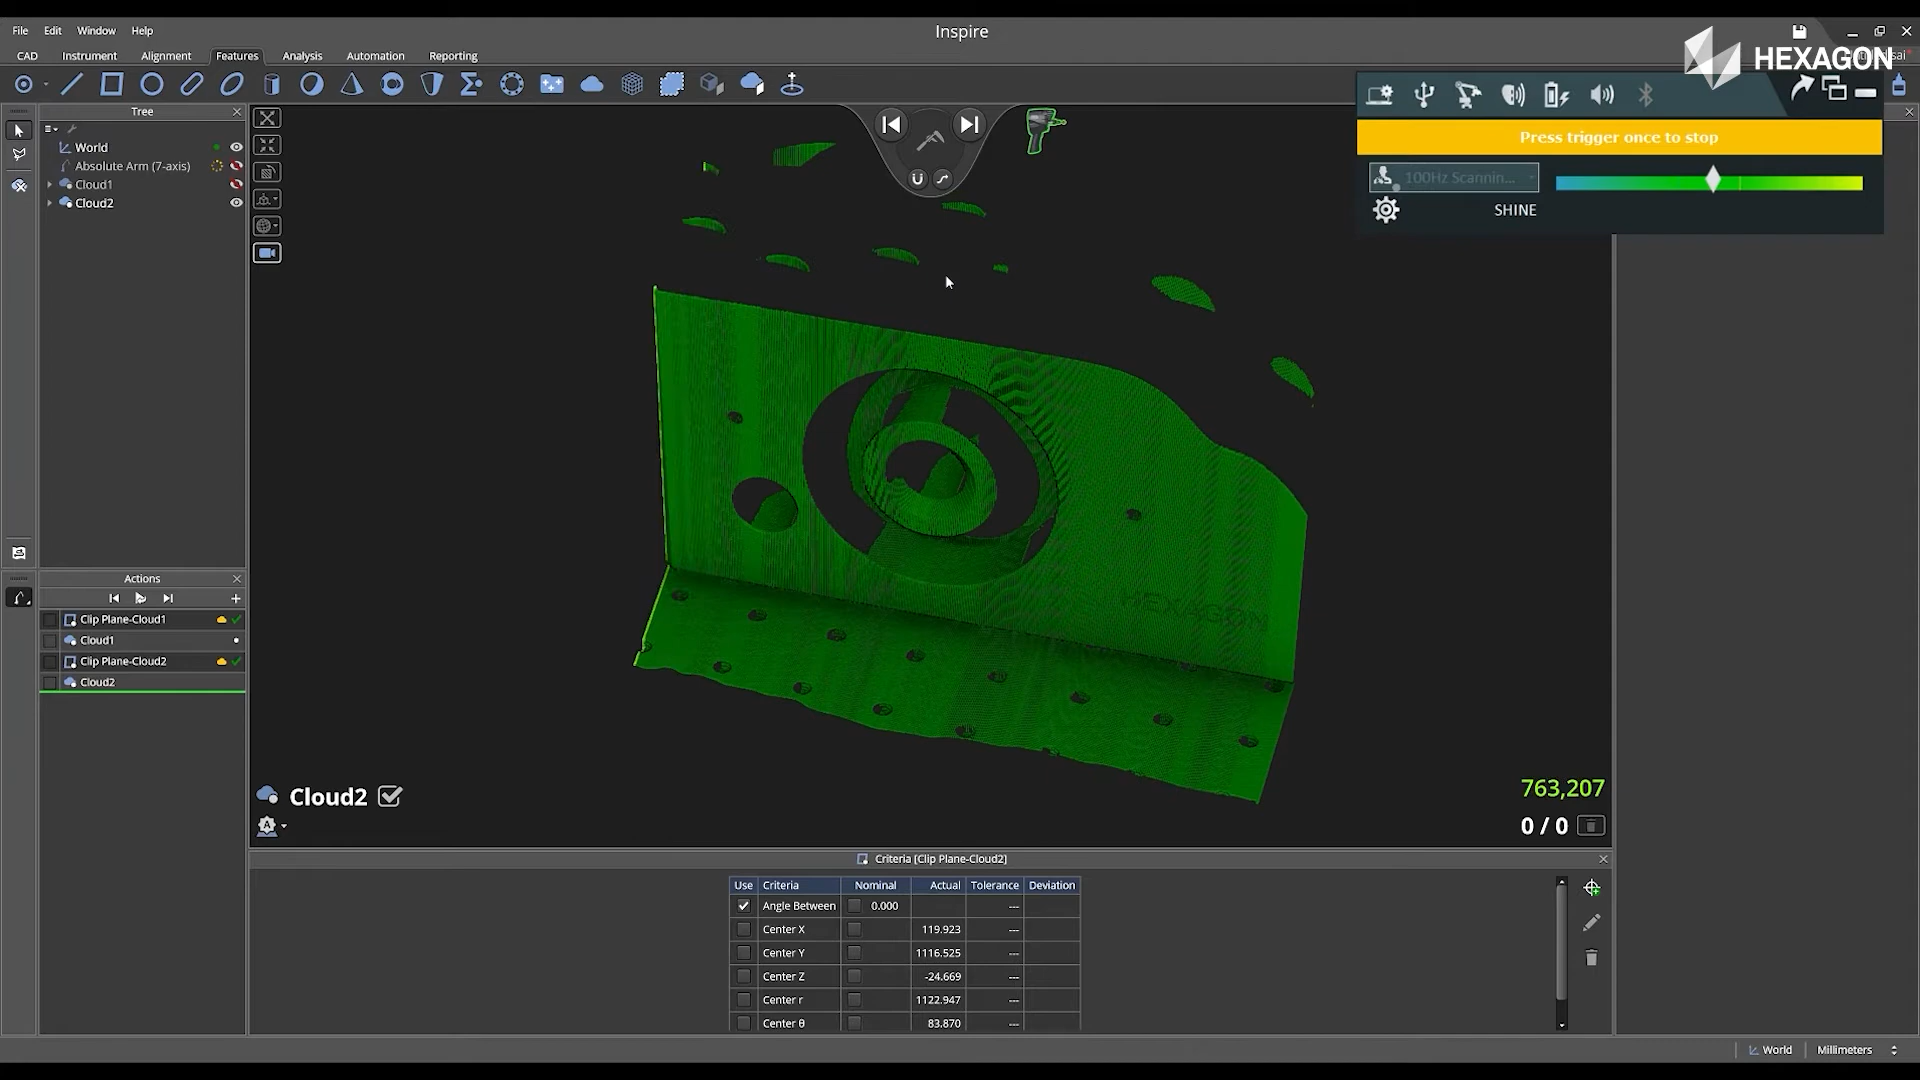 File Edit Window Help
Inspire
CAD Instrument Alignment Features Analysis Automation Reporting
HEXAGON
Tree
World
Absolute Arm (7-axis)
Cloud1
Cloud2
Press trigger once to stop
100Hz Scannin...
SHINE
HEXAGON
Actions
Clip Plane-Cloud1
Cloud1
Clip Plane-Cloud2
Cloud2
Cloud2
763,207
0 / 0
Criteria [Clip Plane-Cloud2]
Use Criteria Nominal Actual Tolerance Deviation
Angle Between 0.000 ---
Center X 119.923 ---
Center Y 1116.525 ---
Center Z -24.669 ---
Center r 1122.947 ---
Center θ 83.870 ---
World Millimeters